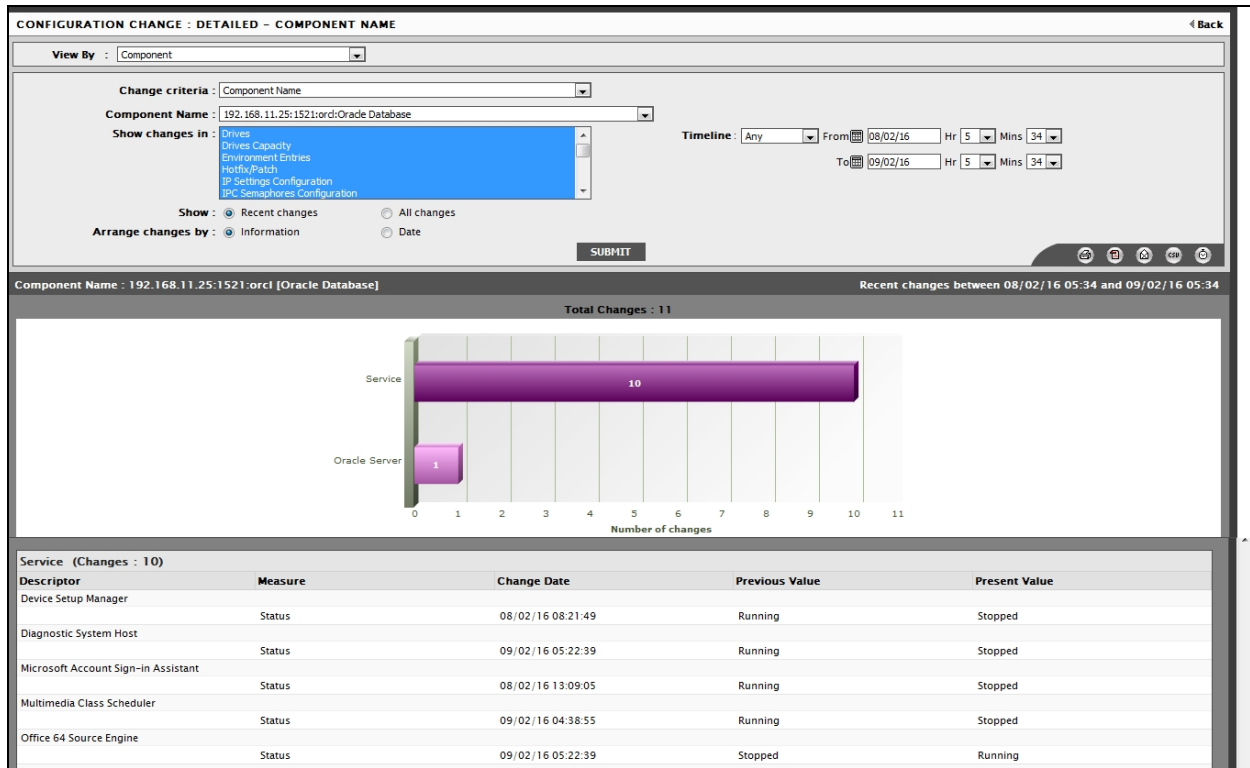 CONFIGURATION CHANGE : DETAILED - COMPONENT NAME
Back
View By : Component
Change criteria : Component Name
Component Name : 192.168.11.25:1521:orcl:Oracle Database
Show changes in : Drives
Drives Capacity
Environment Entries
Hotfix/Patch
IP Settings Configuration
IPC Semaphores Configuration
Timeline : Any From 08/02/16 Hr 5 Mins 34
To 09/02/16 Hr 5 Mins 34
Show : Recent changes All changes
Arrange changes by : Information Date
SUBMIT
CSV
Component Name : 192.168.11.25:1521:orcl [Oracle Database] Recent changes between 08/02/16 05:34 and 09/02/16 05:34
Total Changes : 11
Service 10
Oracle Server 1
0 1 2 3 4 5 6 7 8 9 10 11
Number of changes
Service (Changes : 10)
Descriptor Measure Change Date Previous Value Present Value
Device Setup Manager
Status 08/02/16 08:21:49 Running Stopped
Diagnostic System Host
Status 09/02/16 05:22:39 Running Stopped
Microsoft Account Sign-in Assistant
Status 08/02/16 13:09:05 Running Stopped
Multimedia Class Scheduler
Status 09/02/16 04:38:55 Running Stopped
Office 64 Source Engine
Status 09/02/16 05:22:39 Stopped Running